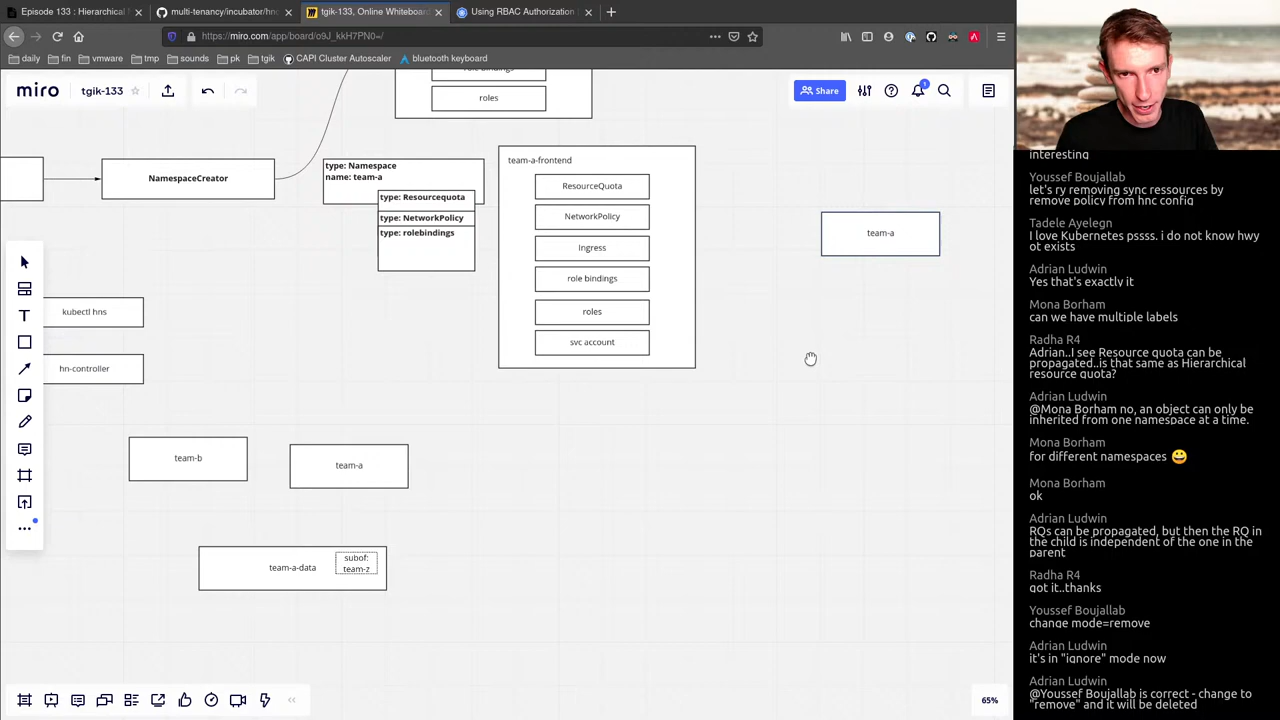 Episode 133 : Hierarchical N
multi-tenancy/incubator/hnc
tgik-133, Online Whiteboard
Using RBAC Authorization
https://miro.com/app/board/o9J_kkH7PN0=/
daily
fin
vmware
tmp
sounds
pk
tgik
CAPI Cluster Autoscaler
bluetooth keyboard
miro
tgik-133
Share
role bindings
roles
NamespaceCreator
type: Namespace
name: team-a
type: Resourcequota
type: NetworkPolicy
type: rolebindings
team-a-frontend
ResourceQuota
NetworkPolicy
Ingress
role bindings
roles
svc account
team-a
kubectl hns
hn-controller
team-b
team-a
team-a-data
subof:
team-z
65%
interesting
Youssef Boujallab
let's ry removing sync ressources by
remove policy from hnc config
Tadele Ayelegn
I love Kubernetes pssss. i do not know hwy
ot exists
Adrian Ludwin
Yes that's exactly it
Mona Borham
can we have multiple labels
Radha R4
Adrian..I see Resource quota can be
propagated..is that same as Hierarchical
resource quota?
Adrian Ludwin
@Mona Borham no, an object can only be
inherited from one namespace at a time.
Mona Borham
for different namespaces 😀
Mona Borham
ok
Adrian Ludwin
RQs can be propagated, but then the RQ in
the child is independent of the one in the
parent
Radha R4
got it..thanks
Youssef Boujallab
change mode=remove
Adrian Ludwin
it's in "ignore" mode now
Adrian Ludwin
@Youssef Boujallab is correct - change to
"remove" and it will be deleted